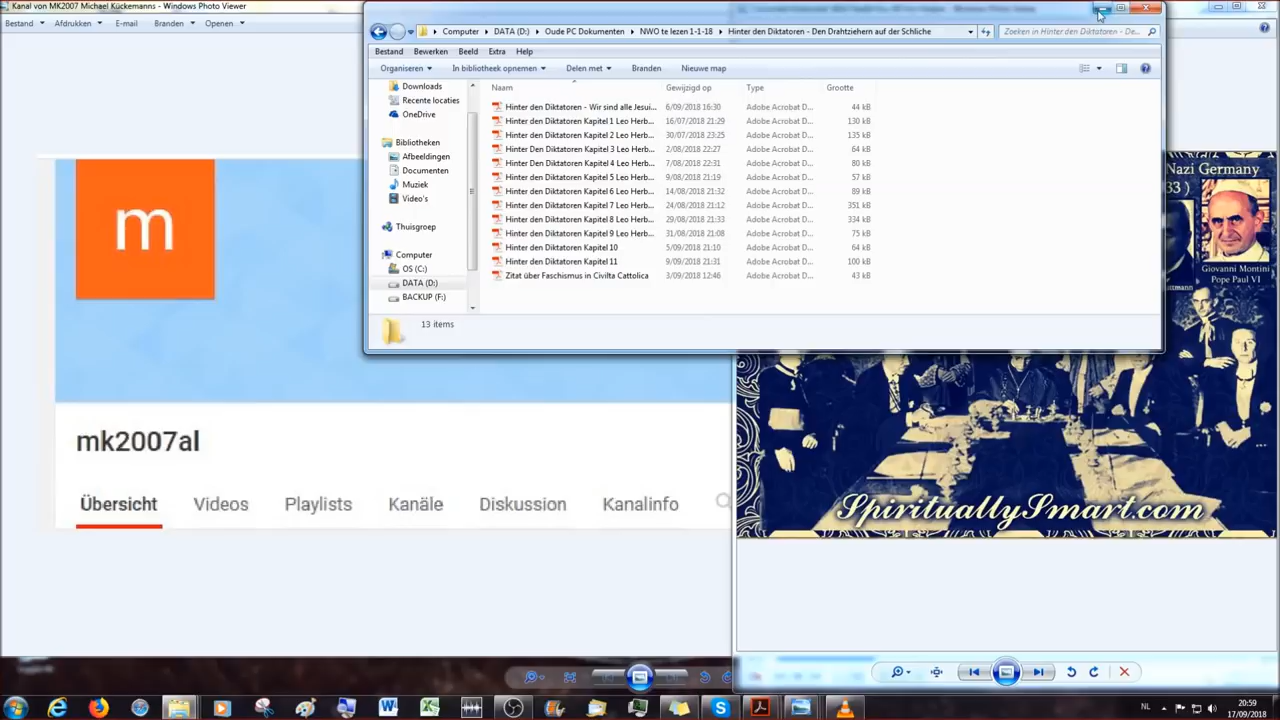 Kanal von MK2007 Michael Kückemanns - Windows Photo Viewer
Bestand Afdrukken E-mail Branden Openen
Computer DATA (D:) Oude PC Dokumenten NWO te lezen 1-1-18 Hinter den Diktatoren - Den Drahtziehern auf der Schliche
Zoeken in Hinter den Diktatoren - De...
Bestand Bewerken Beeld Extra Help
Organiseren In bibliotheek opnemen Delen met Branden Nieuwe map
Naam Gewijzigd op Type Grootte
Downloads
Recente locaties
OneDrive
Bibliotheken
Afbeeldingen
Documenten
Muziek
Video's
Thuisgroep
Computer
OS (C:)
DATA (D:)
BACKUP (F:)
Hinter den Diktatoren - Wir sind alle Jesui... 6/09/2018 16:30 Adobe Acrobat D... 44 kB
Hinter den Diktatoren Kapitel 1 Leo Herb... 16/07/2018 21:29 Adobe Acrobat D... 130 kB
Hinter den Diktatoren Kapitel 2 Leo Herb... 30/07/2018 23:25 Adobe Acrobat D... 135 kB
Hinter Den Diktatoren Kapitel 3 Leo Herb... 2/08/2018 22:27 Adobe Acrobat D... 64 kB
Hinter den Diktatoren Kapitel 4 Leo Herb... 7/08/2018 22:31 Adobe Acrobat D... 80 kB
Hinter den Diktatoren Kapitel 5 Leo Herb... 9/08/2018 21:19 Adobe Acrobat D... 57 kB
Hinter den Diktatoren Kapitel 6 Leo Herb... 14/08/2018 21:32 Adobe Acrobat D... 89 kB
Hinter den Diktatoren Kapitel 7 Leo Herb... 24/08/2018 21:12 Adobe Acrobat D... 351 kB
Hinter den Diktatoren Kapitel 8 Leo Herb... 29/08/2018 21:33 Adobe Acrobat D... 334 kB
Hinter den Diktatoren Kapitel 9 Leo Herb... 31/08/2018 21:08 Adobe Acrobat D... 75 kB
Hinter den Diktatoren Kapitel 10 5/09/2018 21:10 Adobe Acrobat D... 64 kB
Hinter den Diktatoren Kapitel 11 9/09/2018 21:31 Adobe Acrobat D... 100 kB
Zitat über Faschismus in Civilta Cattolica 3/09/2018 12:46 Adobe Acrobat D... 43 kB
13 items
m
mk2007al
Übersicht Videos Playlists Kanäle Diskussion Kanalinfo
Nazi Germany
33 )
Giovanni Montini
Pope Paul VI
SpirituallySmart.com
NL
20:59
17/09/2018